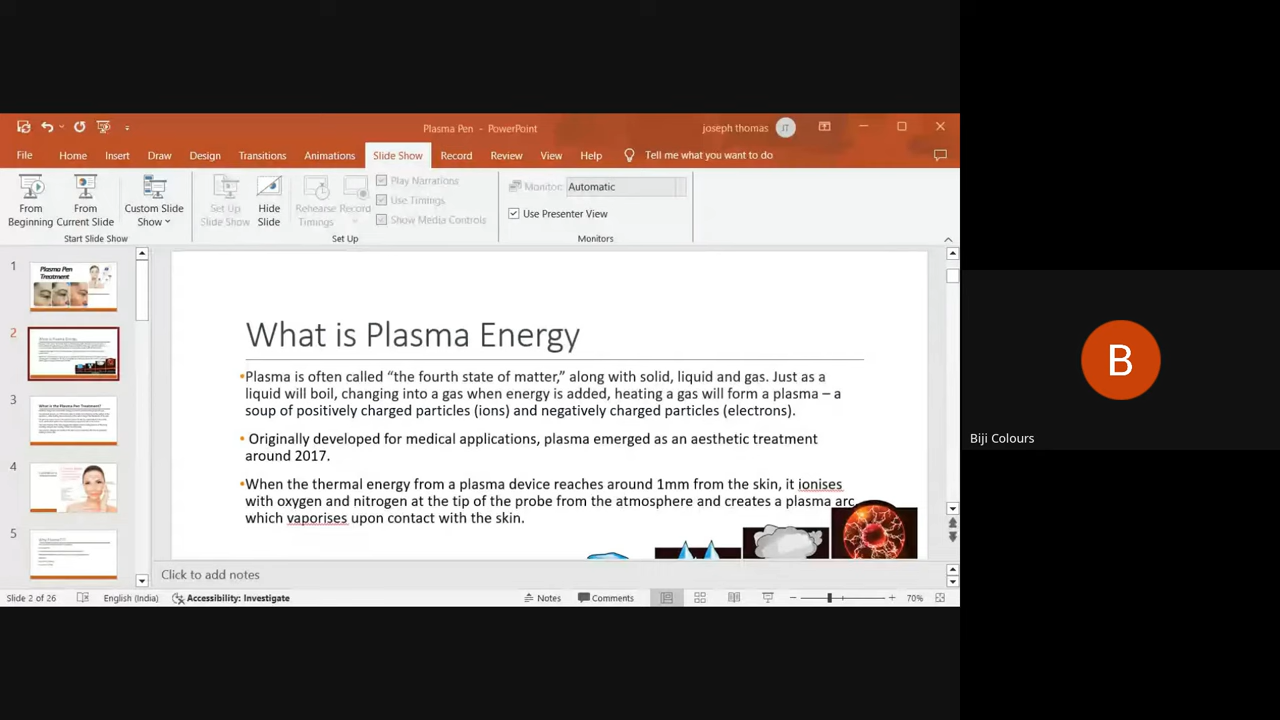 Plasma Pen - PowerPoint
joseph thomas
JT
File Home Insert Draw Design Transitions Animations Slide Show Record Review View Help Tell me what you want to do
From Beginning
From Current Slide
Custom Slide Show
Start Slide Show
Set Up Slide Show
Hide Slide
Rehearse Timings
Record
Play Narrations
Use Timings
Show Media Controls
Set Up
Monitor: Automatic
Use Presenter View
Monitors
1
Plasma Pen
Treatment
2
3
4
5
What is Plasma Energy
•Plasma is often called “the fourth state of matter,” along with solid, liquid and gas. Just as a
liquid will boil, changing into a gas when energy is added, heating a gas will form a plasma – a
soup of positively charged particles (ions) and negatively charged particles (electrons).
• Originally developed for medical applications, plasma emerged as an aesthetic treatment
around 2017.
•When the thermal energy from a plasma device reaches around 1mm from the skin, it ionises
with oxygen and nitrogen at the tip of the probe from the atmosphere and creates a plasma arc
which vaporises upon contact with the skin.
Click to add notes
Slide 2 of 26 English (India) Accessibility: Investigate Notes Comments 70%
B
Biji Colours